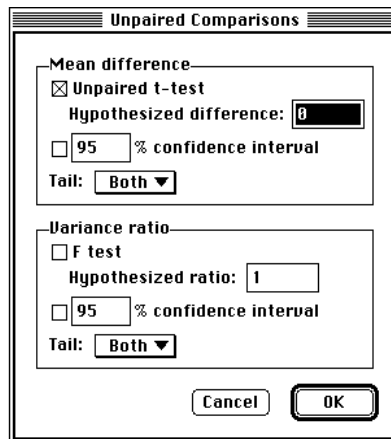 Unpaired Comparisons
Mean difference
Unpaired t-test
Hypothesized difference: 0
95 % confidence interval
Tail: Both
Variance ratio
F test
Hypothesized ratio: 1
95 % confidence interval
Tail: Both
Cancel OK